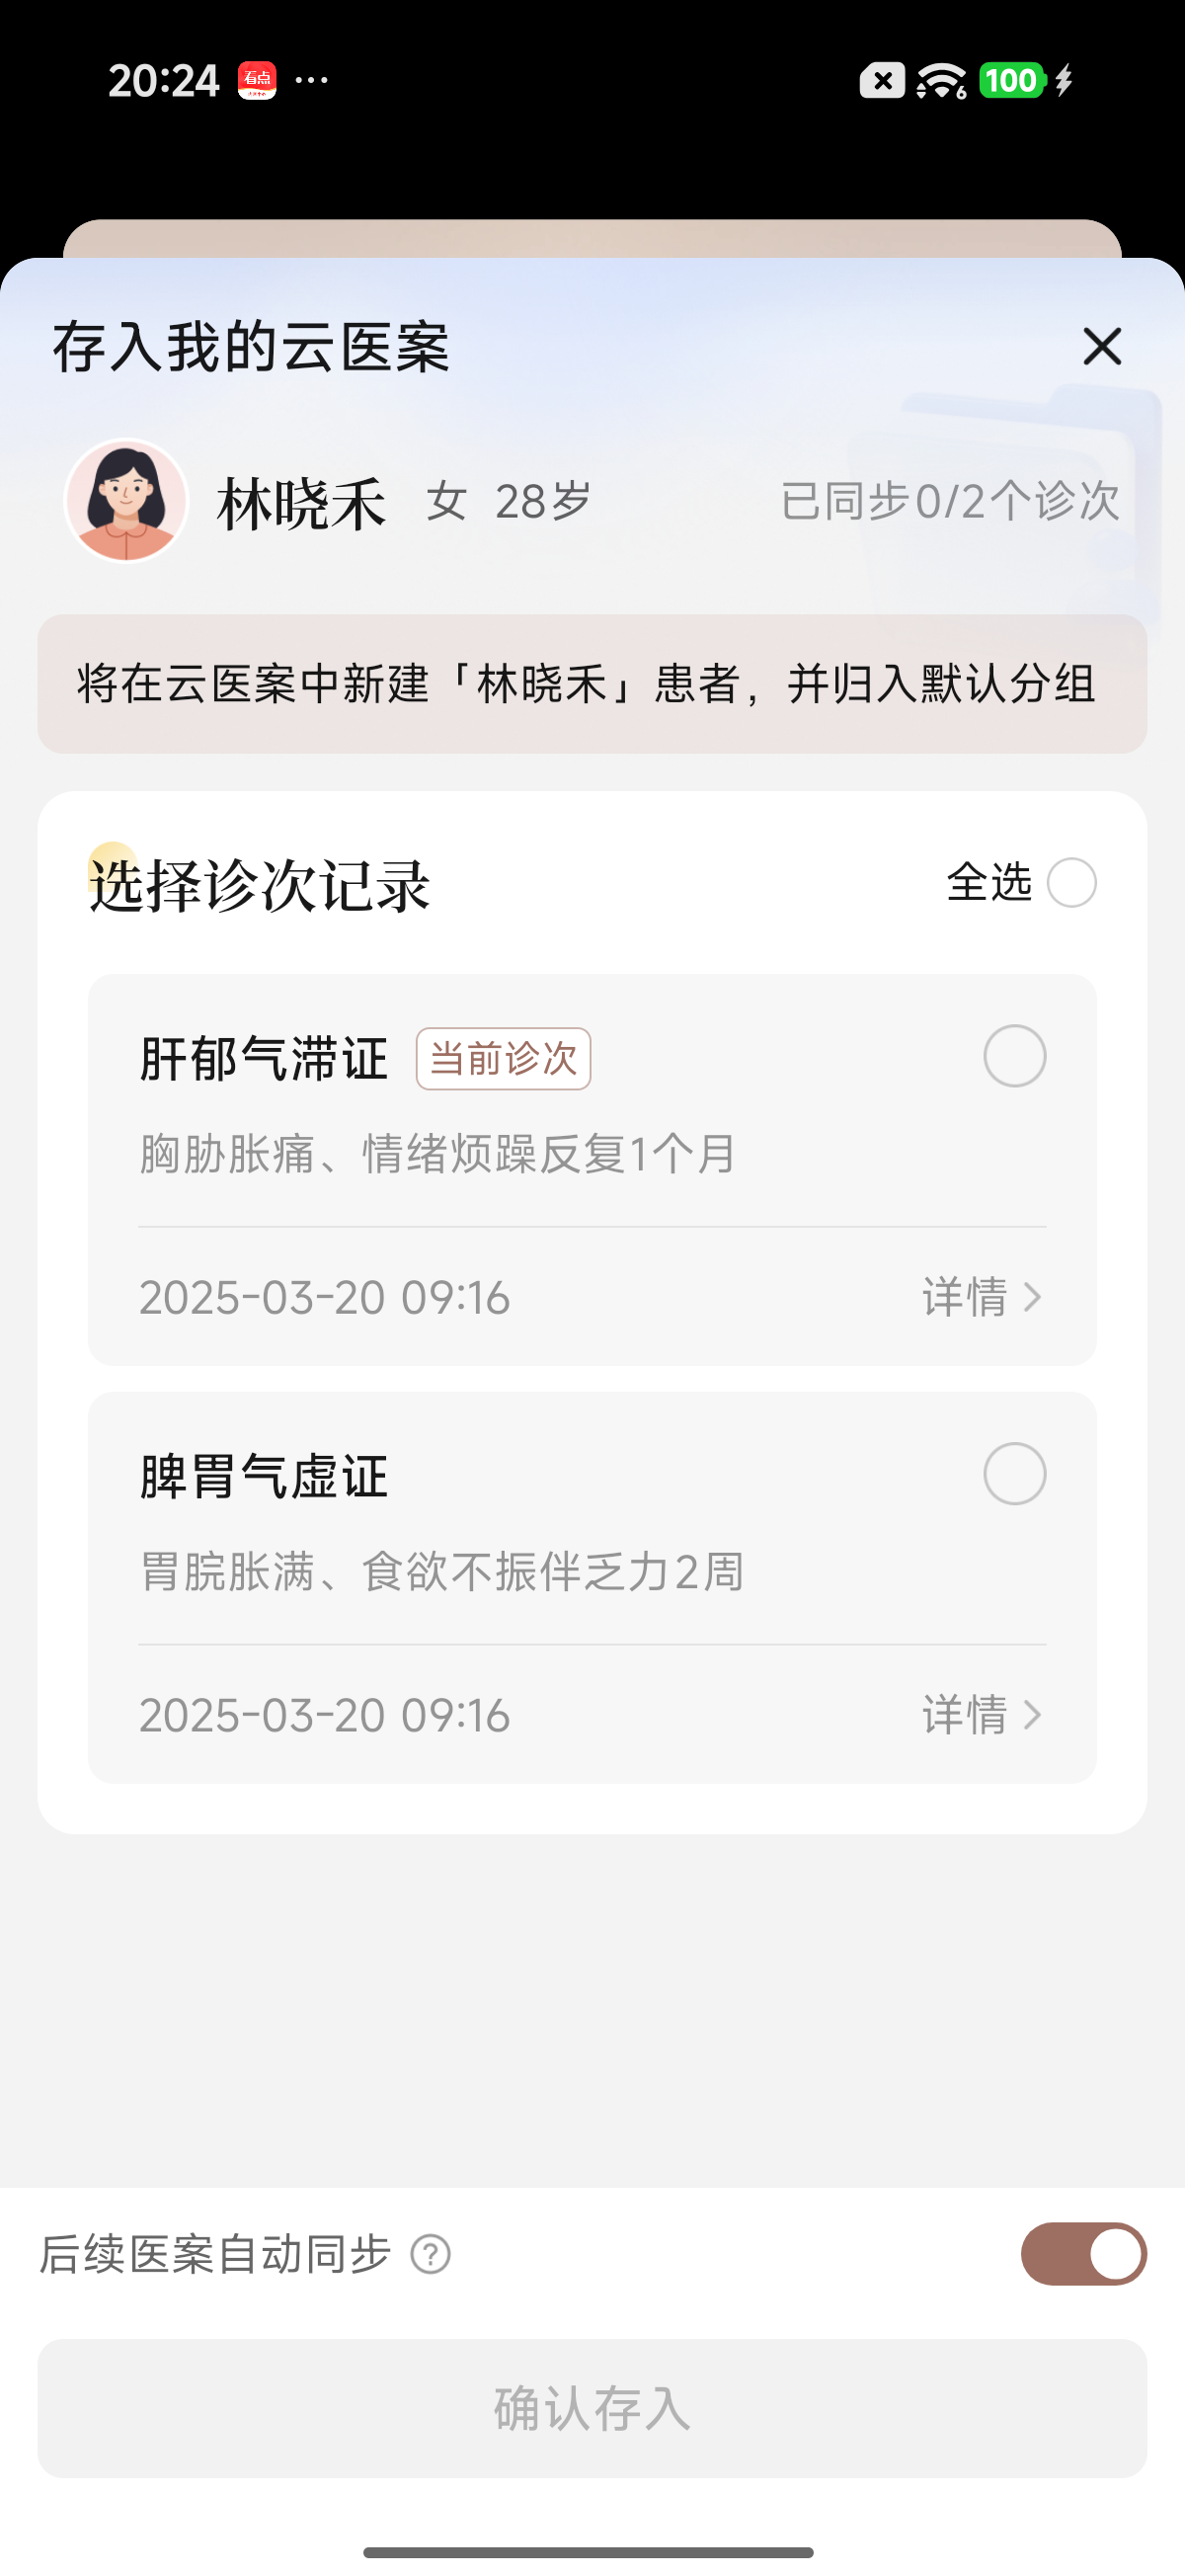 20:24 看点 ...
6 100
存入我的云医案
林晓禾 女 28岁 已同步0/2个诊次
将在云医案中新建「林晓禾」患者，并归入默认分组
选择诊次记录 全选
肝郁气滞证 当前诊次
胸胁胀痛、情绪烦躁反复1个月
2025-03-20 09:16 详情
脾胃气虚证
胃脘胀满、食欲不振伴乏力2周
2025-03-20 09:16 详情
后续医案自动同步 ?
确认存入